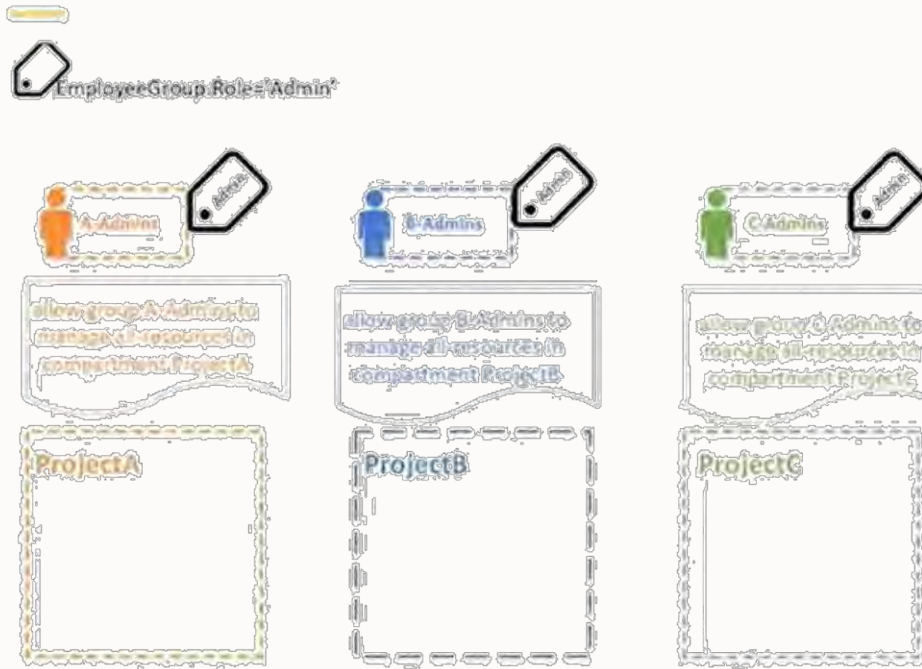 EmployeeGroup.Role='Admin'
Admin
Admin
Admin
A-Admins
B-Admins
C-Admins
allow group A-Admins to
manage all-resources in
compartment ProjectA
allow group B-Admins to
manage all-resources in
compartment ProjectB
allow group C-Admins to
manage all-resources in
compartment ProjectC
ProjectA
ProjectB
ProjectC